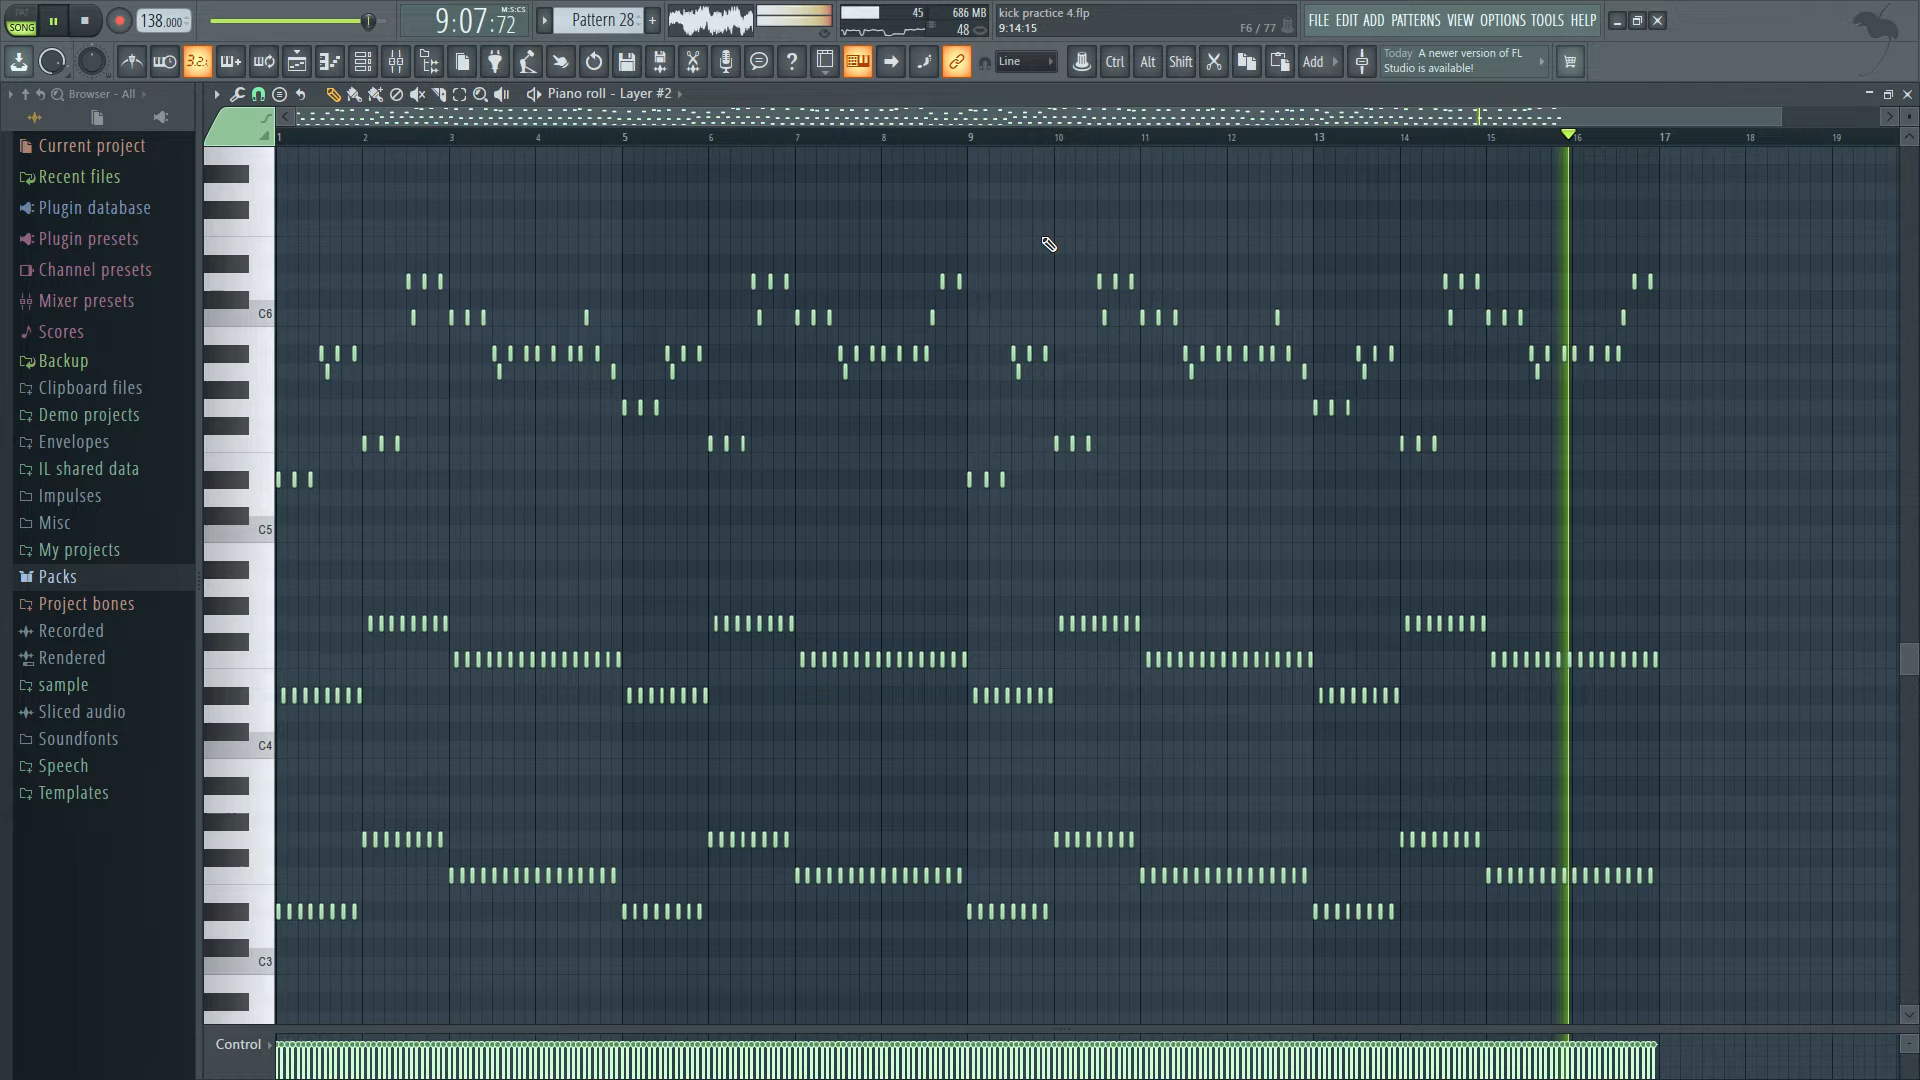 PAT
SONG
138.000
9:07:72
M:S:CS
Pattern 28
+
45
686 MB
48
kick practice 4.flp
9:14:15
F6 / 77
FILE EDIT ADD PATTERNS VIEW OPTIONS TOOLS HELP
3.2.
?
Line
Ctrl
Alt
Shift
Add
Today A newer version of FL
Studio is available!
Browser - All
Piano roll - Layer #2
1 2 3 4 5 6 7 8 9 10 11 12 13 14 15 16 17 18 19
Current project
Recent files
Plugin database
Plugin presets
Channel presets
Mixer presets
Scores
Backup
Clipboard files
Demo projects
Envelopes
IL shared data
Impulses
Misc
My projects
Packs
Project bones
Recorded
Rendered
sample
Sliced audio
Soundfonts
Speech
Templates
C6
C5
C4
C3
Control